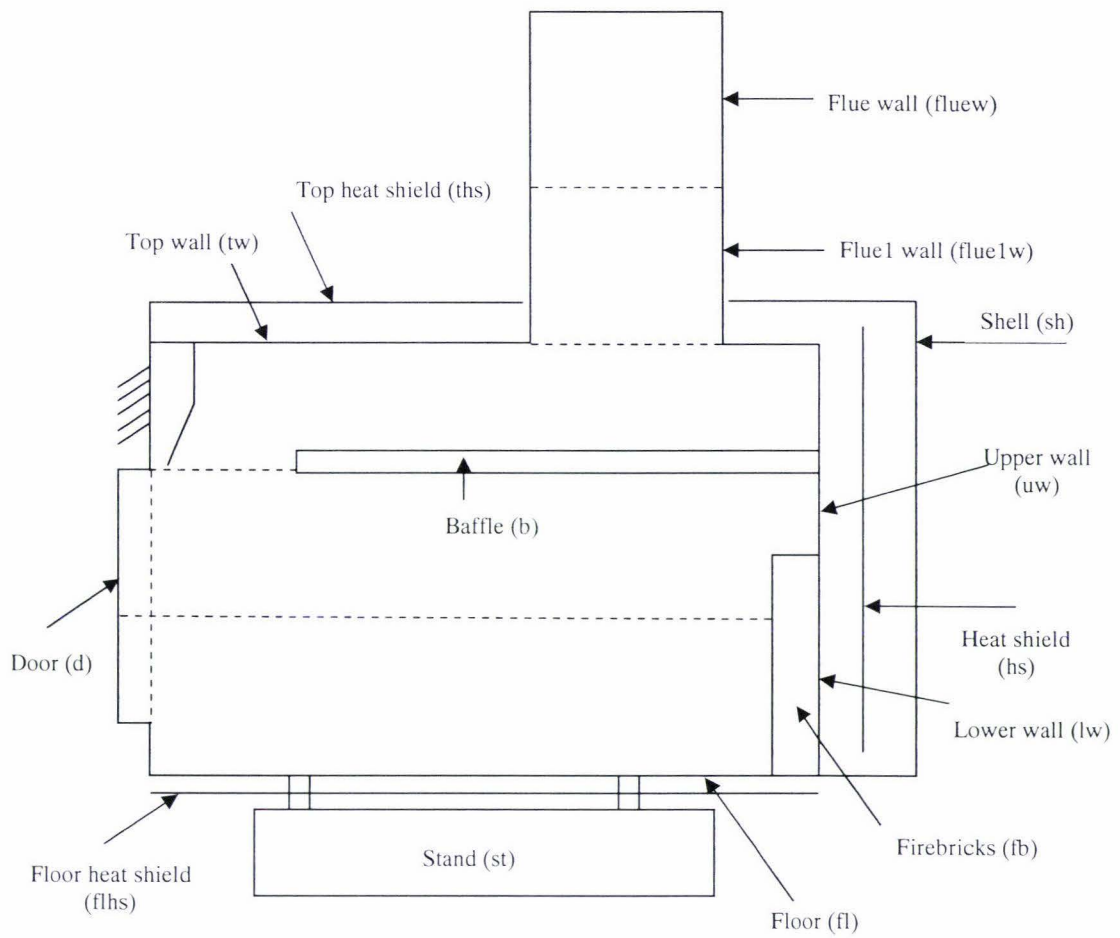 Flue wall (fluew)
Top heat shield (ths)
Top wall (tw)
Flue1 wall (flue1w)
Shell (sh)
Upper wall
(uw)
Baffle (b)
Door (d)
Heat shield
(hs)
Lower wall (lw)
Firebricks (fb)
Stand (st)
Floor heat shield
(flhs)
Floor (fl)